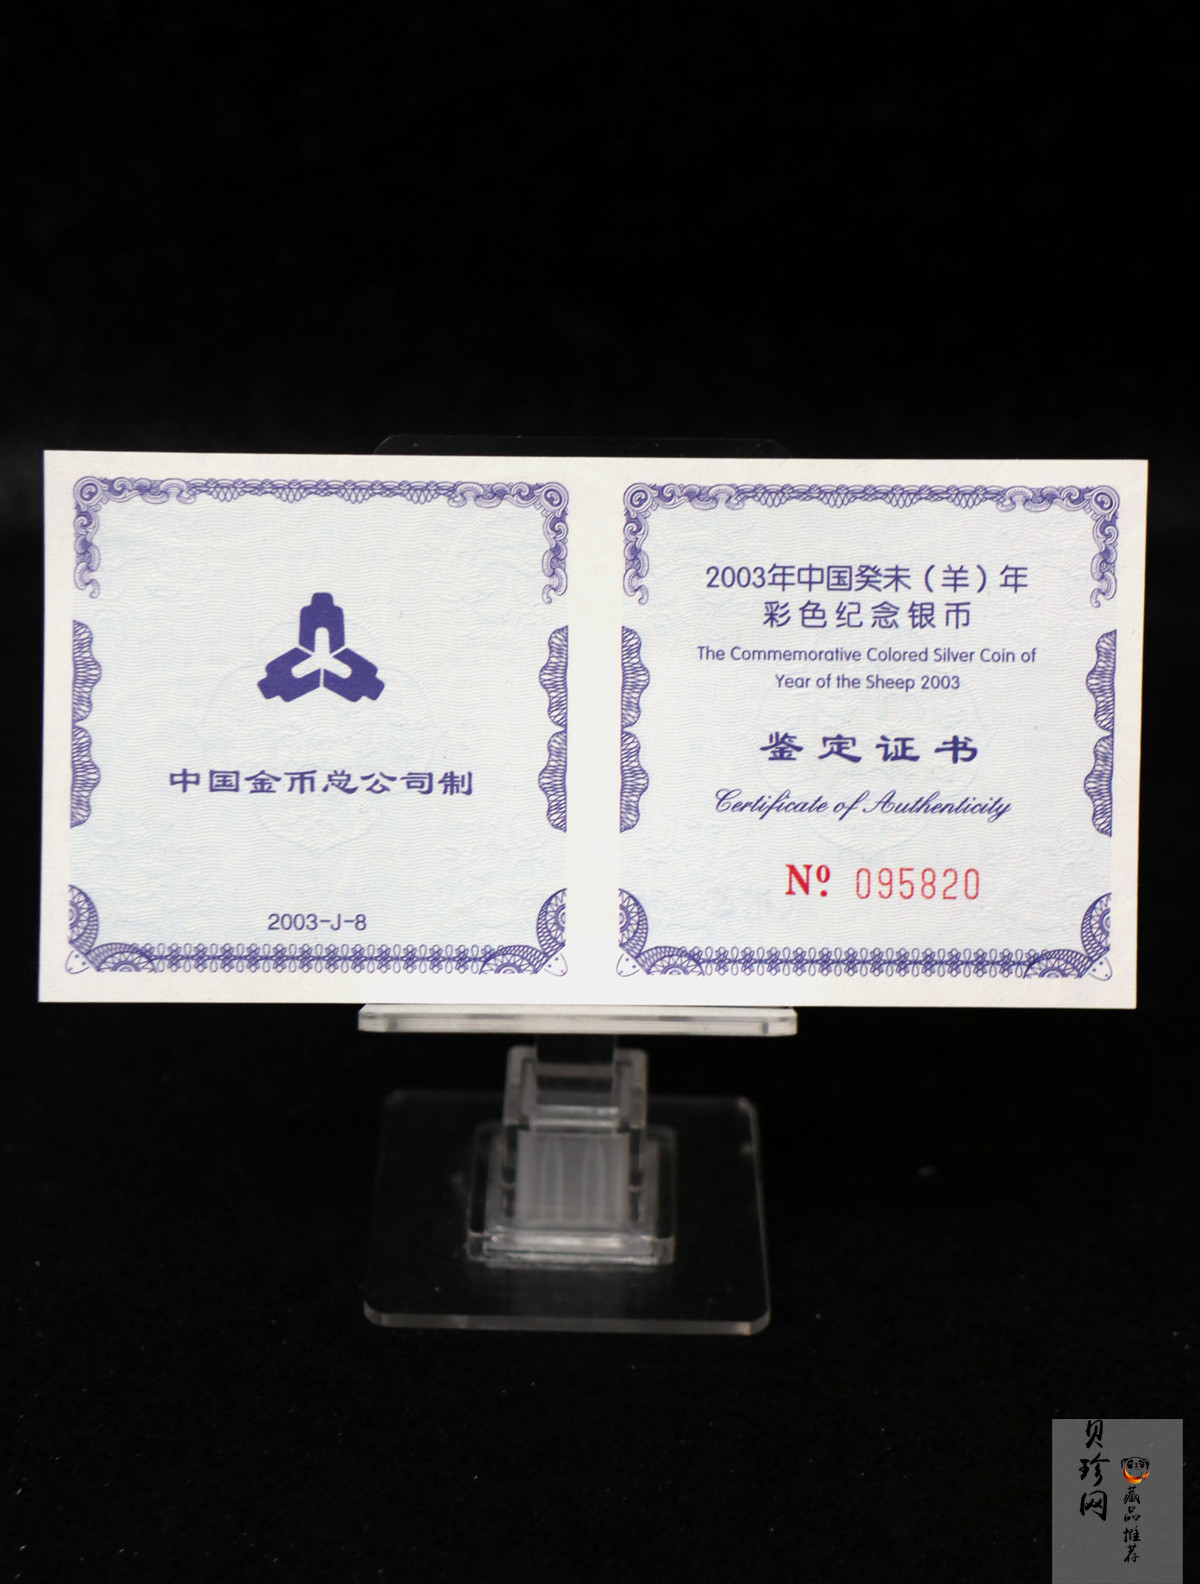 中国金币总公司制
2003-J-8
2003年中国癸未（羊）年
彩色纪念银币
The Commemorative Colored Silver Coin of
Year of the Sheep 2003
鉴定证书
Certificate of Authenticity
Nº 095820
贝珍网
藏品推荐